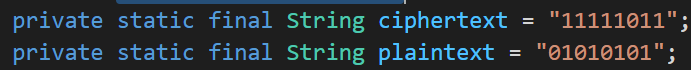 private static final String ciphertext = "11111011";
private static final String plaintext = "01010101";